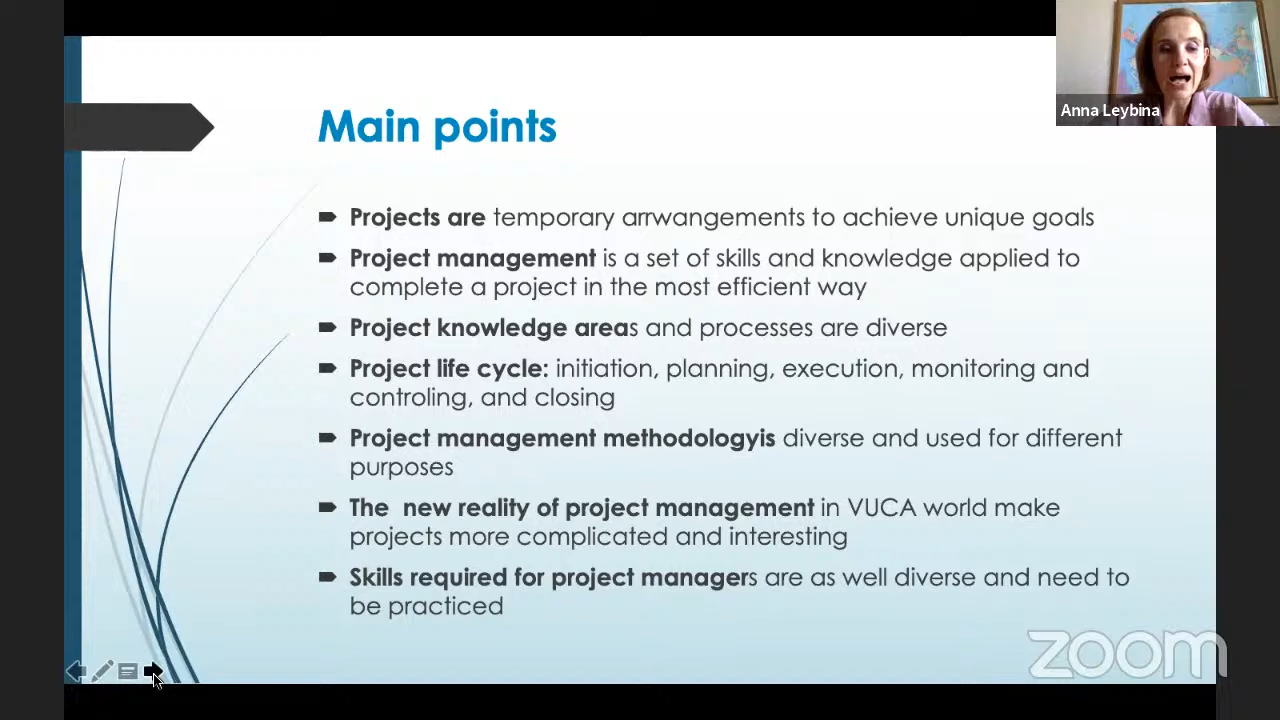 Main points
Projects are temporary arrwangements to achieve unique goals
Project management is a set of skills and knowledge applied to
complete a project in the most efficient way
Project knowledge areas and processes are diverse
Project life cycle: initiation, planning, execution, monitoring and
controling, and closing
Project management methodologyis diverse and used for different
purposes
The  new reality of project management in VUCA world make
projects more complicated and interesting
Skills required for project managers are as well diverse and need to
be practiced
Anna Leybina
zoom